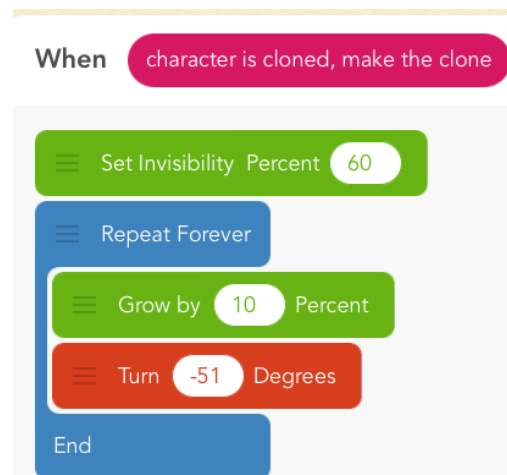 When character is cloned, make the clone
Set Invisibility Percent 60
Repeat Forever
Grow by 10 Percent
Turn -51 Degrees
End